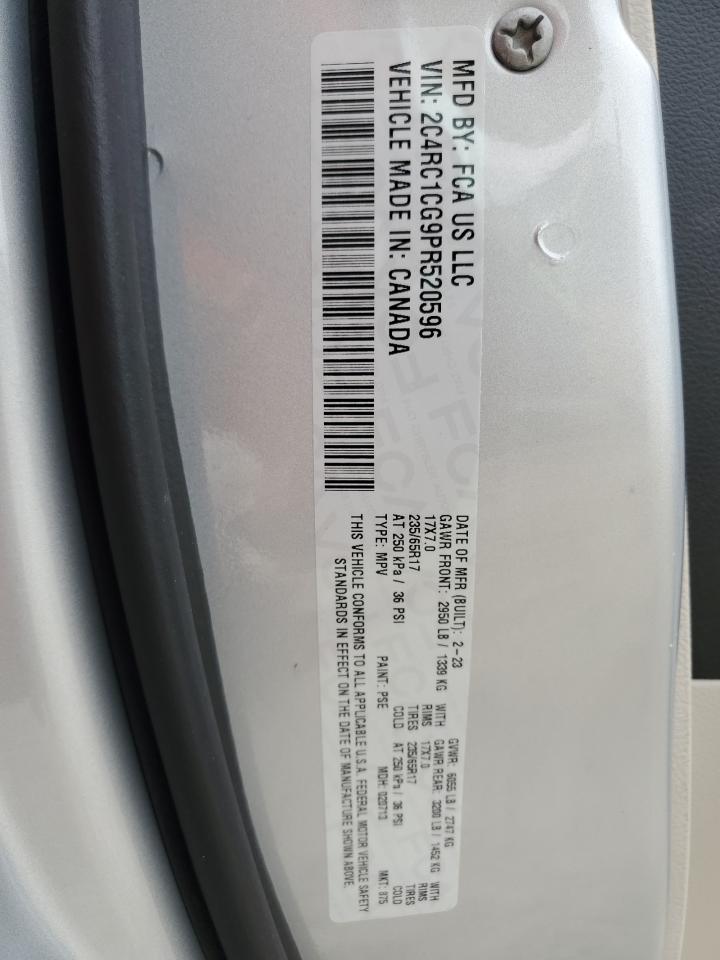 MFD BY: FCA US LLC
VIN: 2C4RC1CG9PR520596
VEHICLE MADE IN: CANADA
DATE OF MFR (BUILT): 2-23 GVWR: 6055 LB / 2747 KG
GAWR FRONT: 2950 LB / 1339 KG WITH GAWR REAR: 3200 LB / 1452 KG WITH
17X7.0 RIMS 17X7.0 RIMS
235/65R17 TIRES 235/65R17 TIRES
AT 250 kPa / 36 PSI COLD AT 250 kPa / 36 PSI COLD
TYPE: MPV PAINT: PSE MDH: 020713 MKT: 875
THIS VEHICLE CONFORMS TO ALL APPLICABLE U.S.A. FEDERAL MOTOR VEHICLE SAFETY
STANDARDS IN EFFECT ON THE DATE OF MANUFACTURE SHOWN ABOVE.